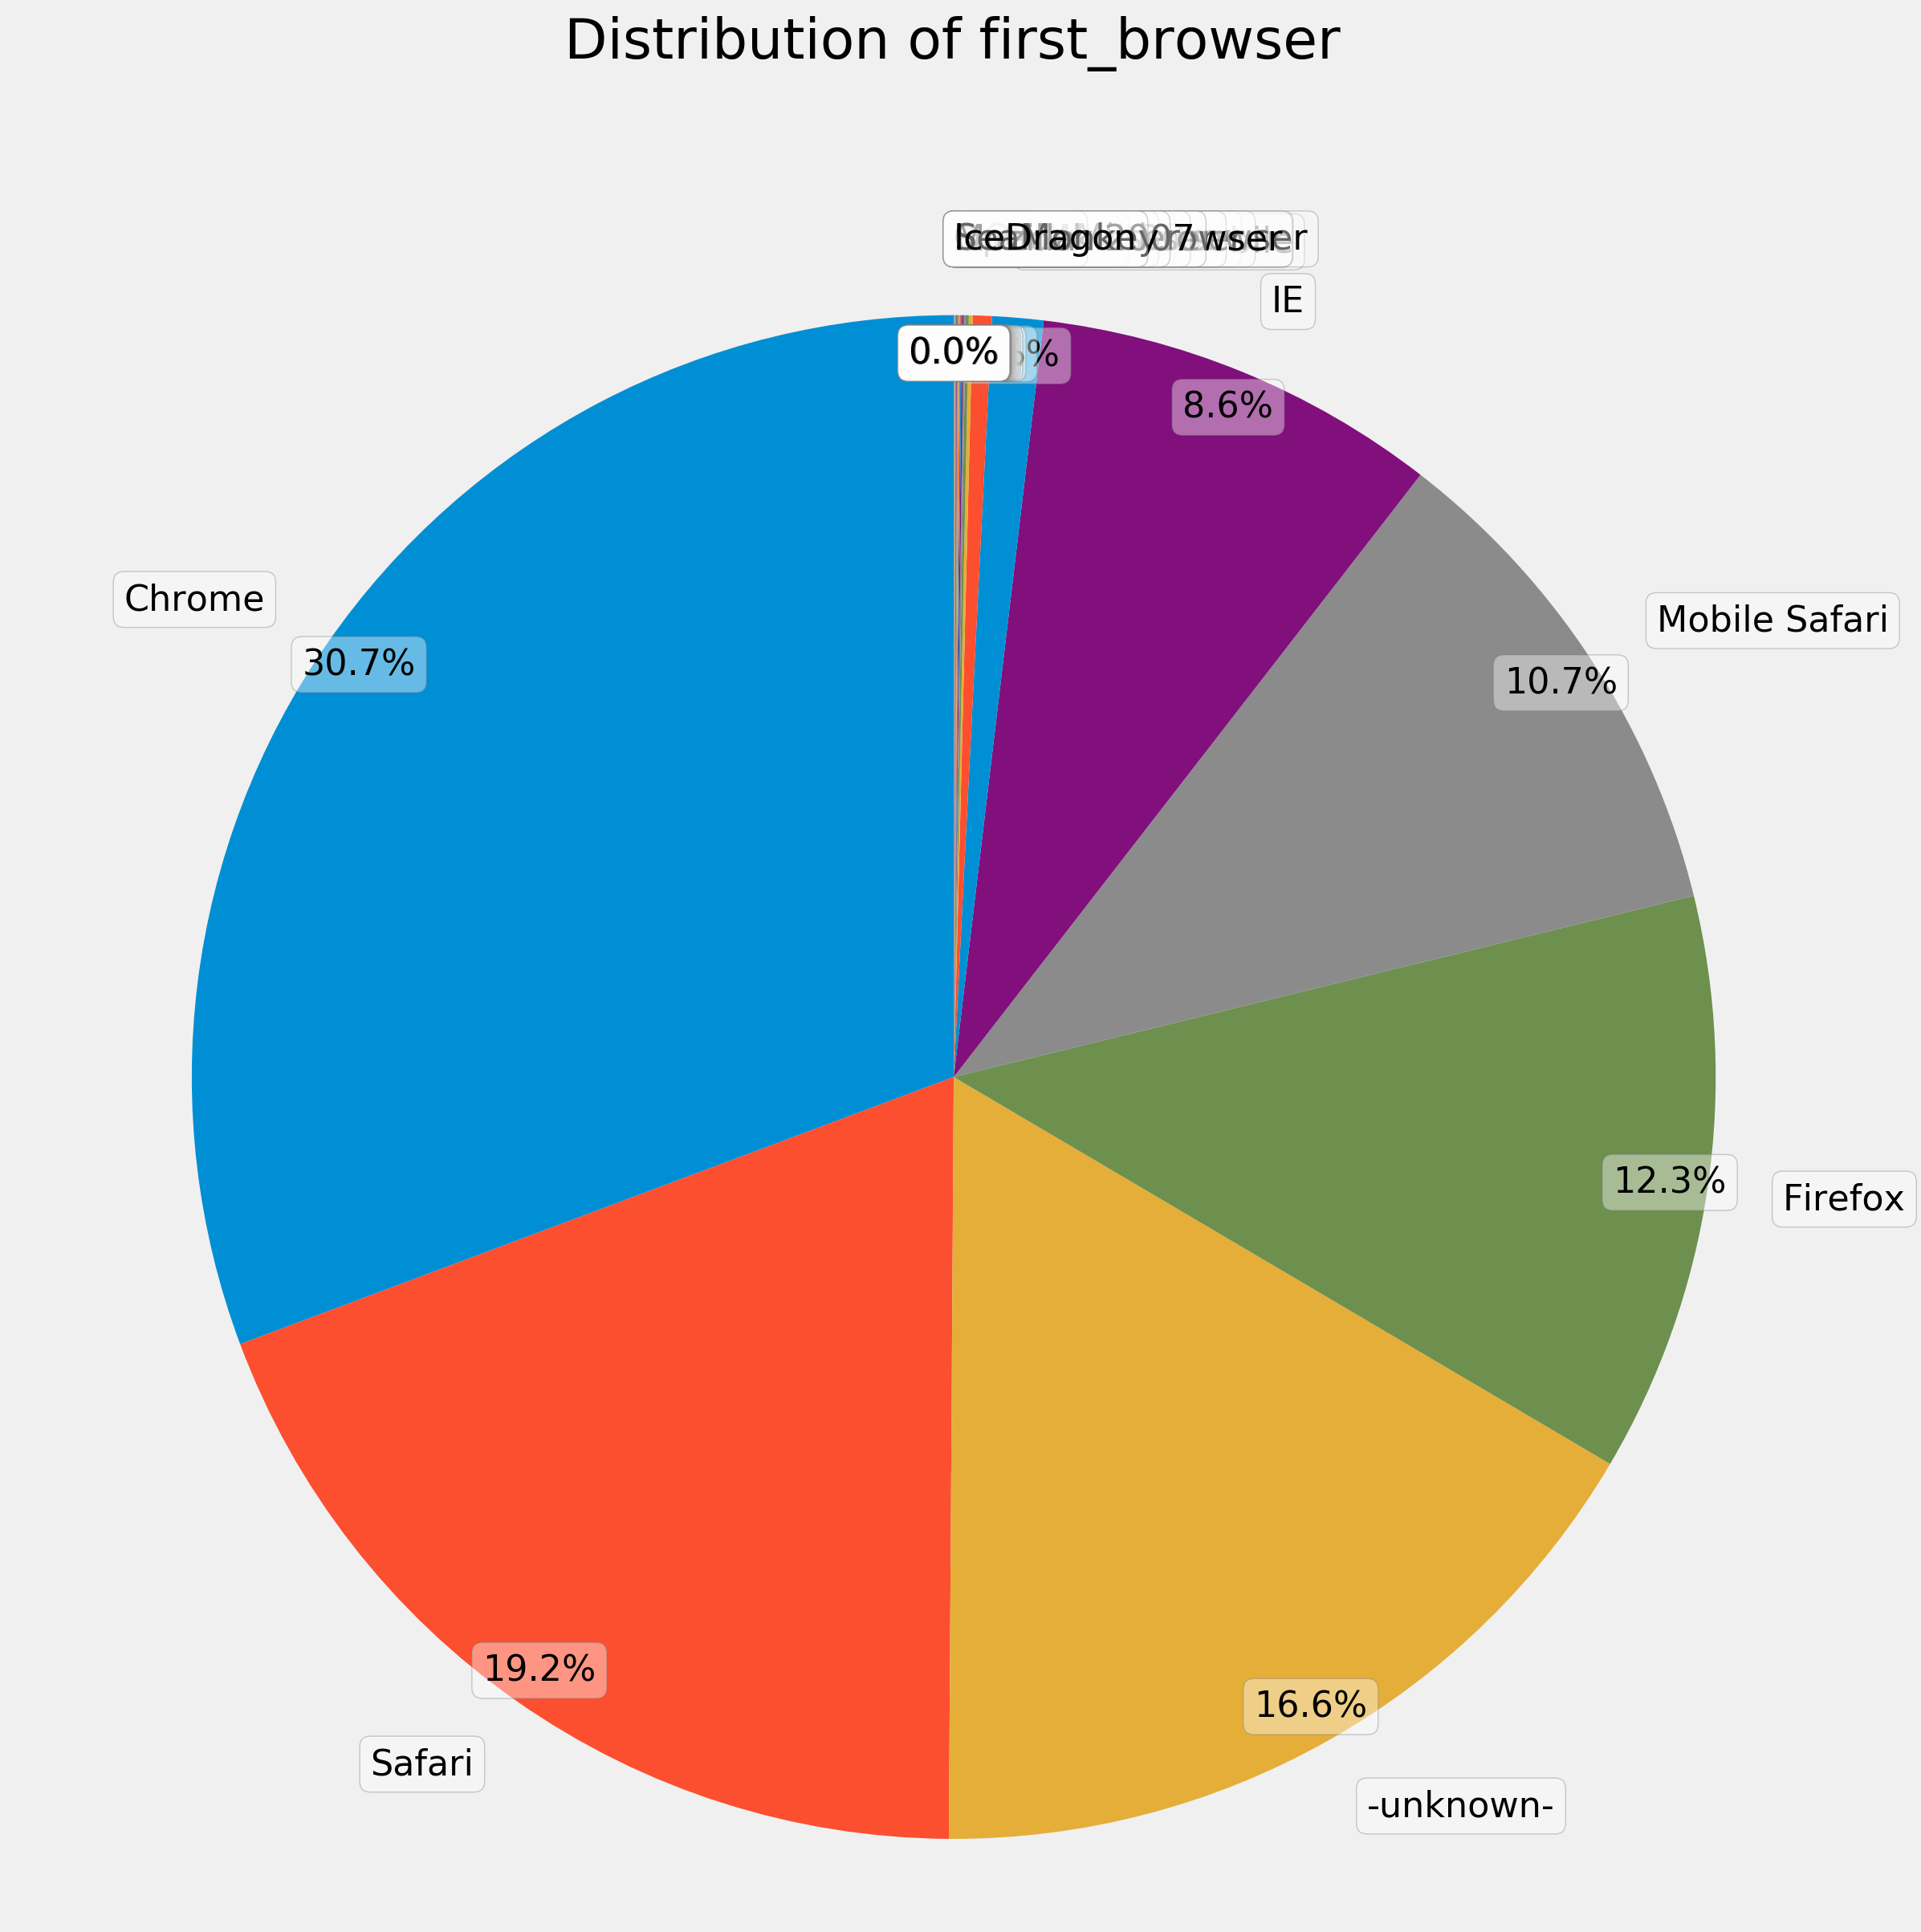 Distribution of first_browser
IceDragon
IE
0.0%
8.6%
Chrome
Mobile Safari
30.7%
10.7%
12.3%
Firefox
19.2%
16.6%
Safari
-unknown-